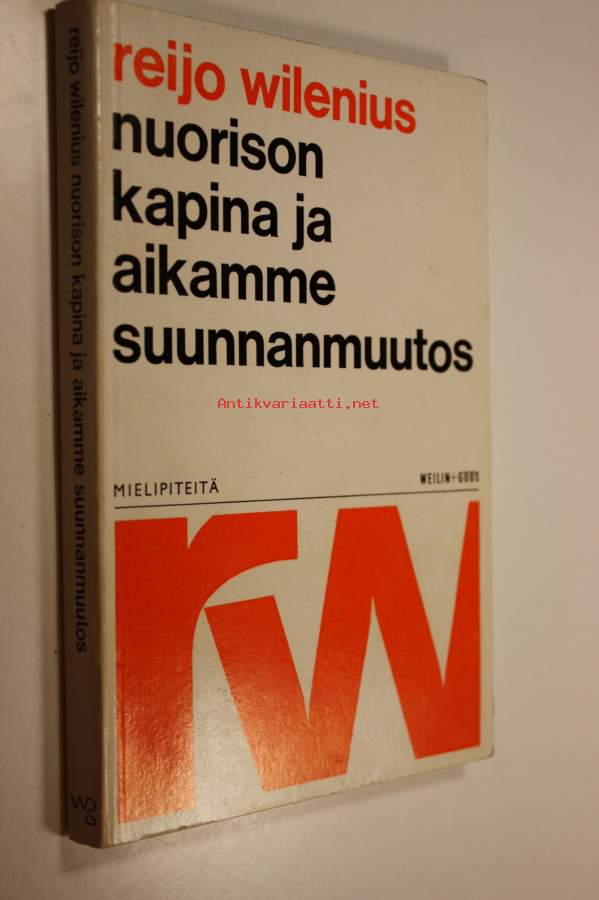 reijo wilenius
nuorison
kapina ja
aikamme
suunnanmuutos
Antikvariaatti.net
MIELIPITEITÄ
WEILIN+GÖÖS
rw
reijo wilenius nuorison kapina ja aikamme suunnanmuutos